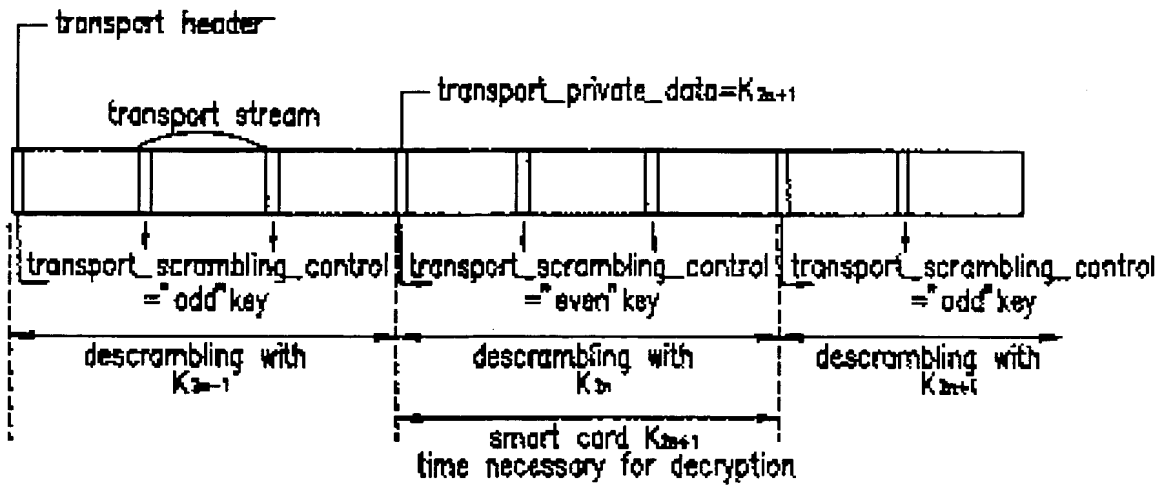 transport header
transport_private_data=K2n+1
transport stream
transport_scrambling_control
="odd"key
transport_scrambling_control
="even"key
transport_scrambling_control
="odd"key
descrambling with
K2n-1
descrambling with
K2n
descrambling with
K2n+1
smart card K2n+1
time necessary for decryption